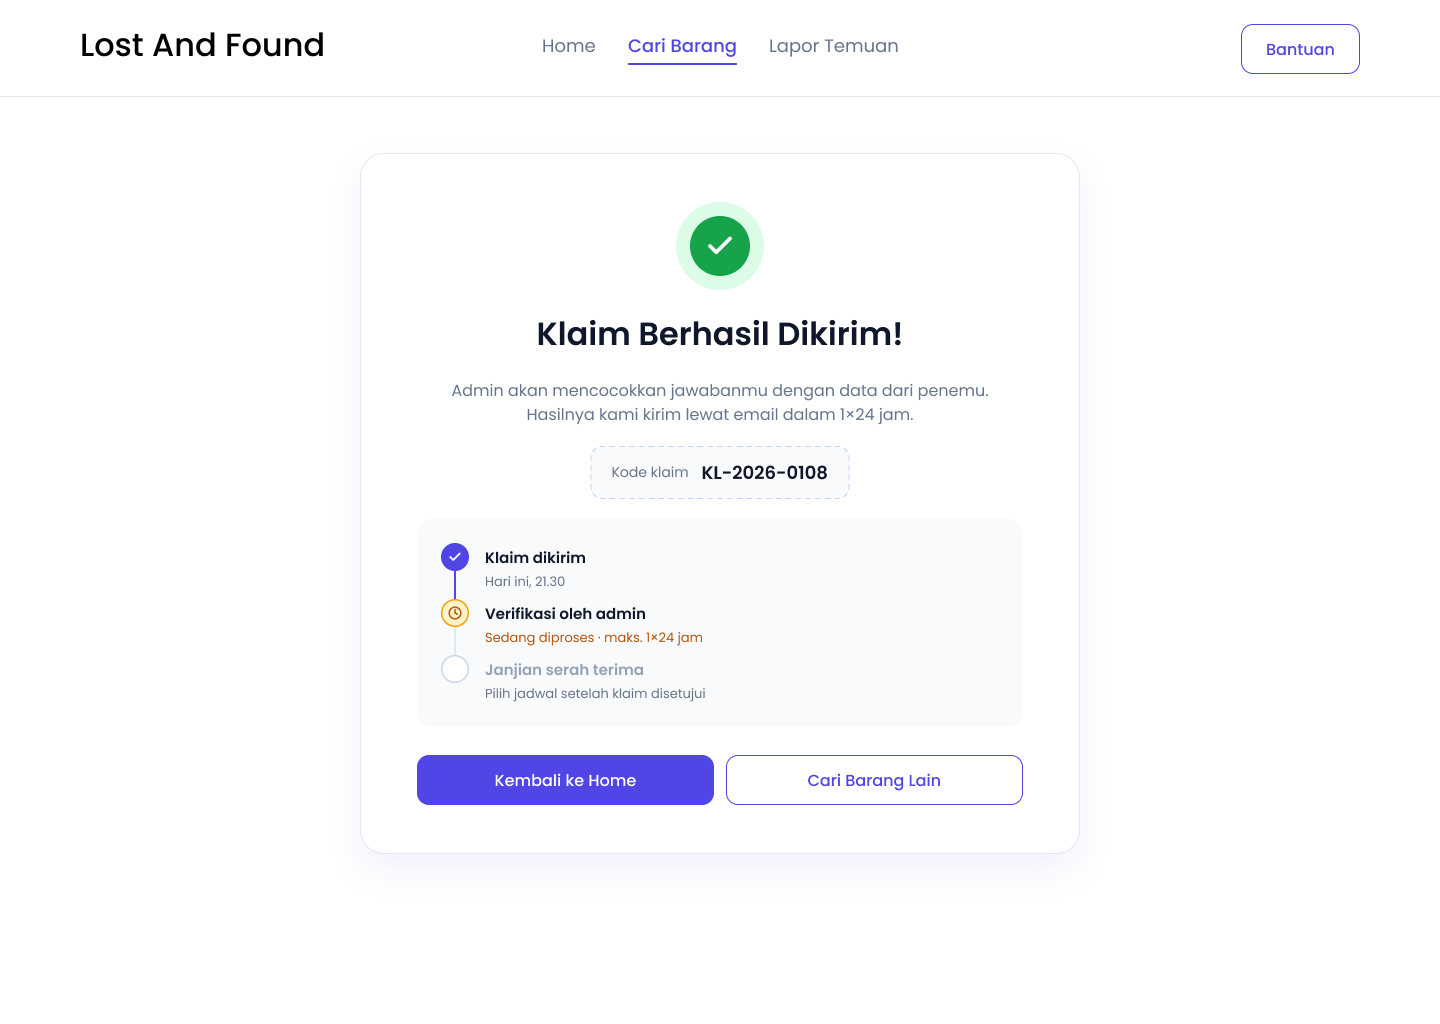 Lost And Found
Home
Cari Barang
Lapor Temuan
Bantuan
Klaim Berhasil Dikirim!
Admin akan mencocokkan jawabanmu dengan data dari penemu.
Hasilnya kami kirim lewat email dalam 1×24 jam.
Kode klaim KL-2026-0108
Klaim dikirim
Hari ini, 21.30
Verifikasi oleh admin
Sedang diproses · maks. 1×24 jam
Janjian serah terima
Pilih jadwal setelah klaim disetujui
Kembali ke Home
Cari Barang Lain